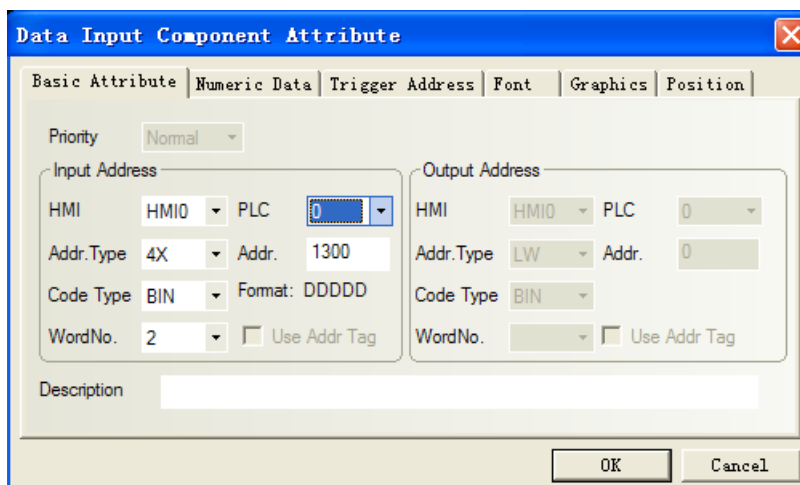 Data Input Component Attribute
Basic Attribute Numeric Data Trigger Address Font Graphics Position
Priority Normal
Input Address Output Address
HMI HMI0 PLC 0 HMI HMI0 PLC 0
Addr.Type 4X Addr. 1300 Addr.Type LW Addr. 0
Code Type BIN Format: DDDDD Code Type BIN
WordNo. 2 Use Addr Tag WordNo. Use Addr Tag
Description
OK Cancel